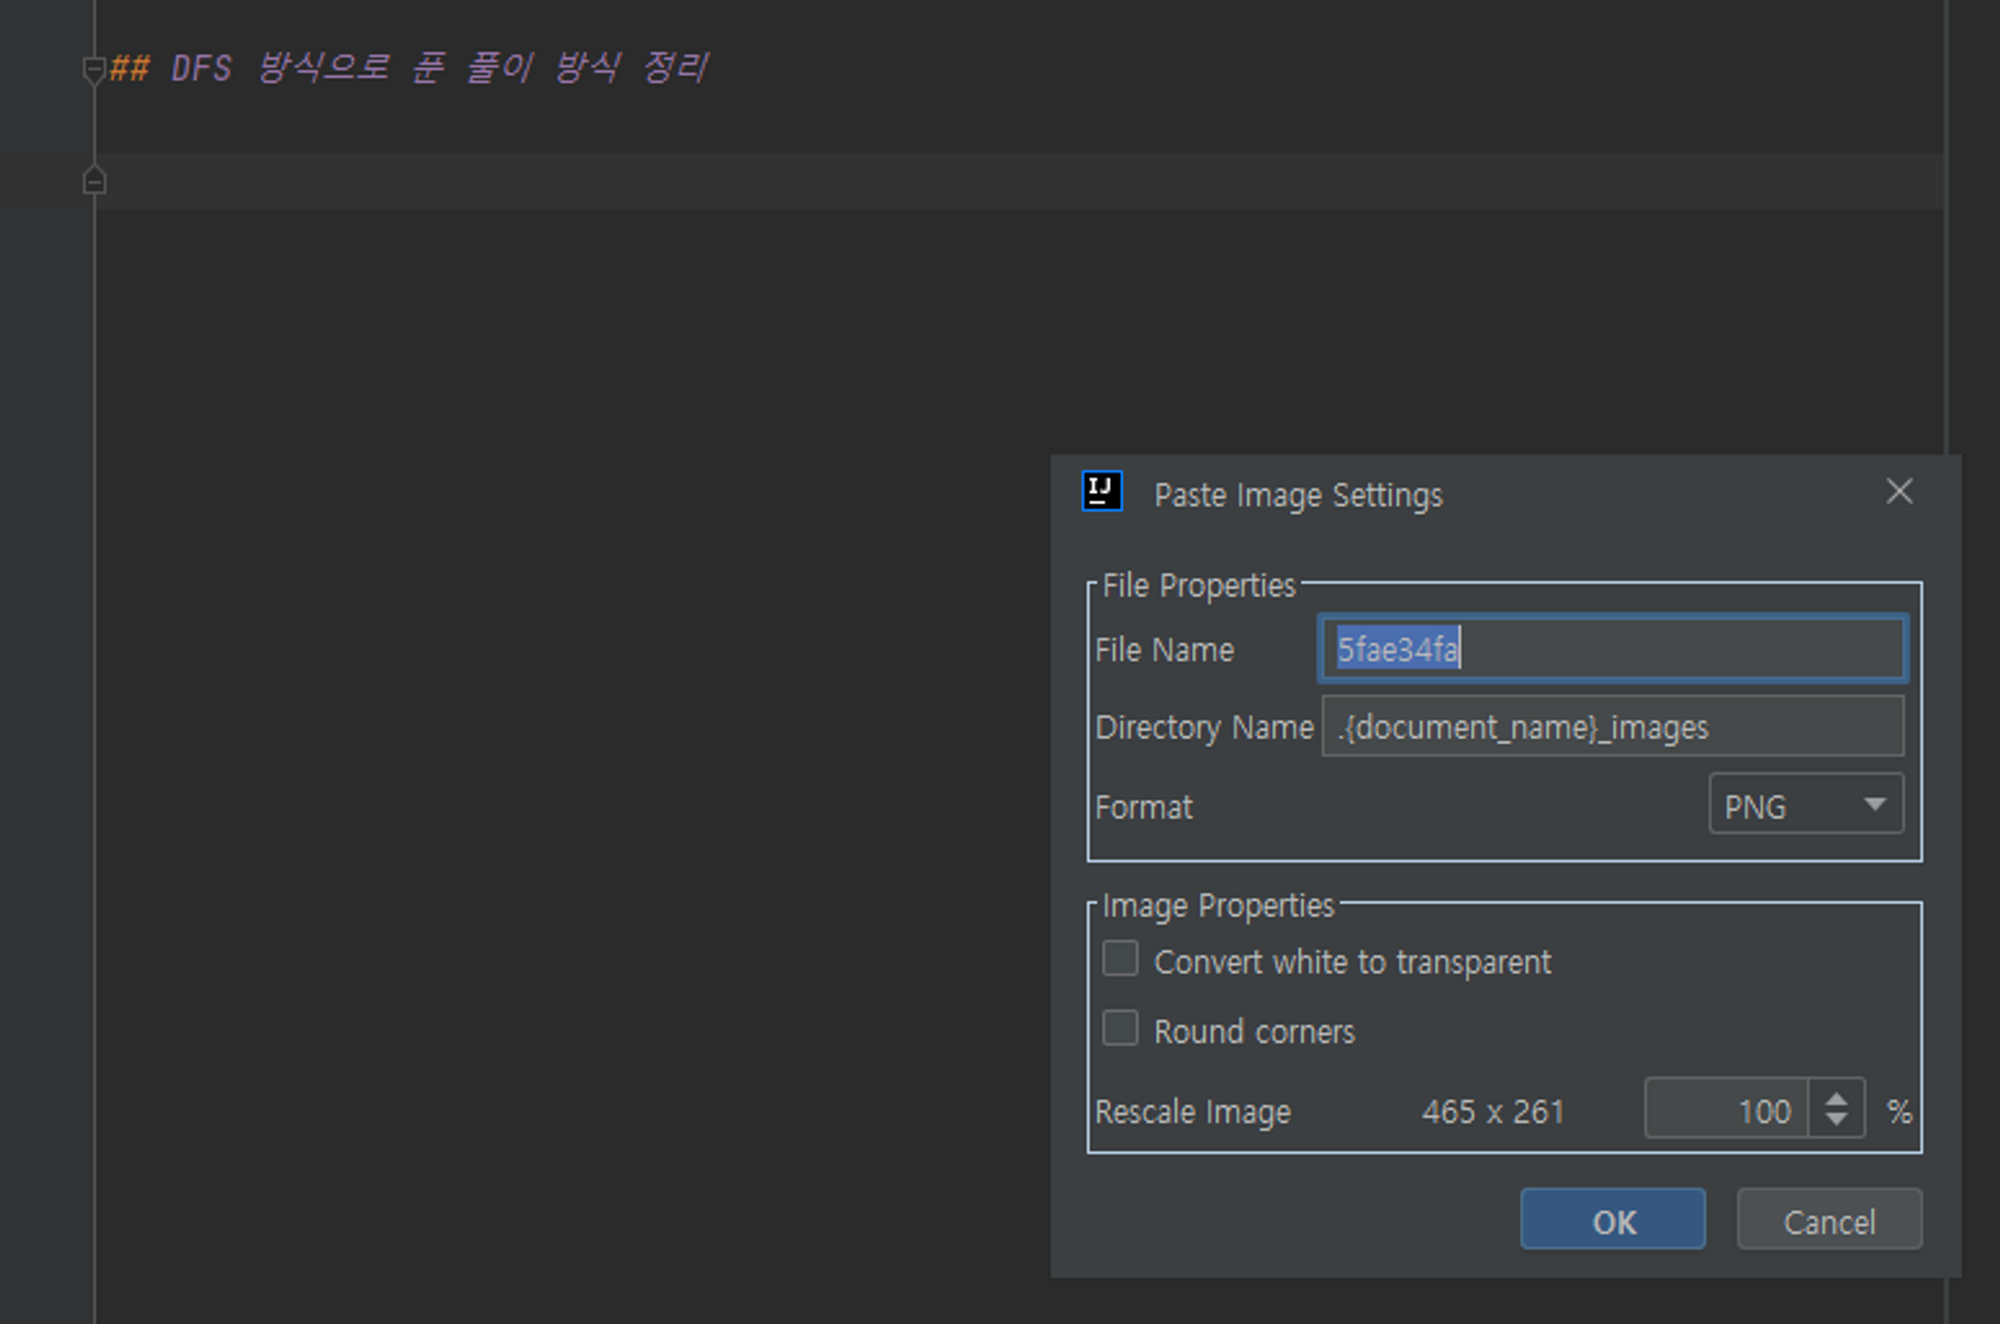 ## DFS 방식으로 푼 풀이 방식 정리
IJ
Paste Image Settings
File Properties
File Name 5fae34fa
Directory Name .{document_name}_images
Format PNG
Image Properties
Convert white to transparent
Round corners
Rescale Image 465 x 261 100 %
OK Cancel